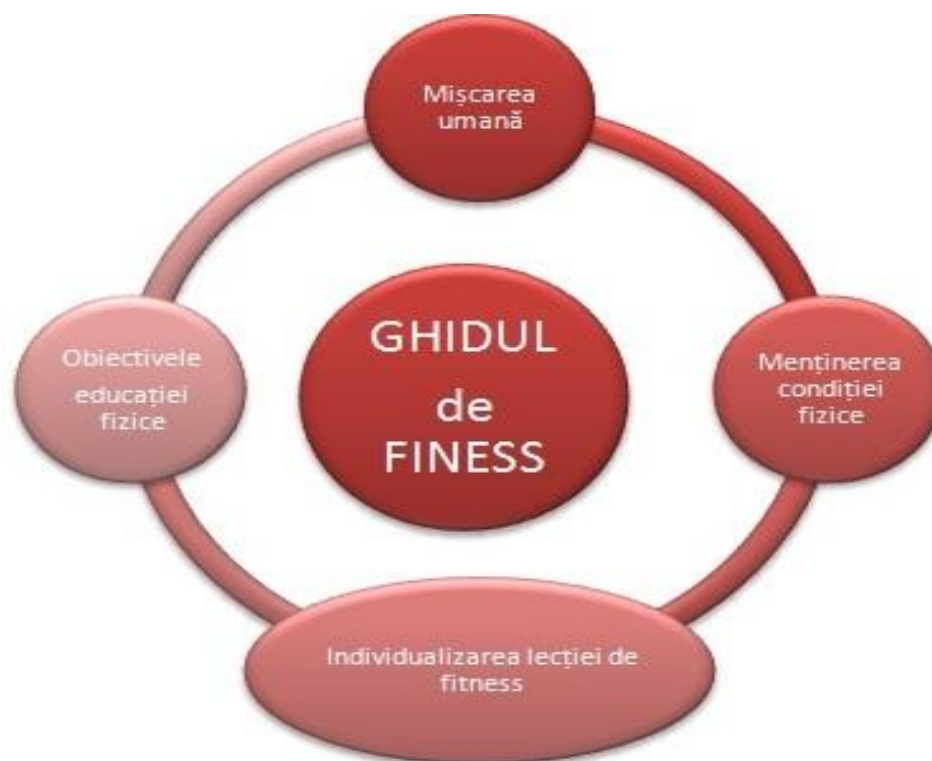 Mișcarea
umană
GHIDUL
de
FINESS
Obiectivele
educației
fizice
Menținerea
condiției
fizice
Individualizarea lecției de
fitness